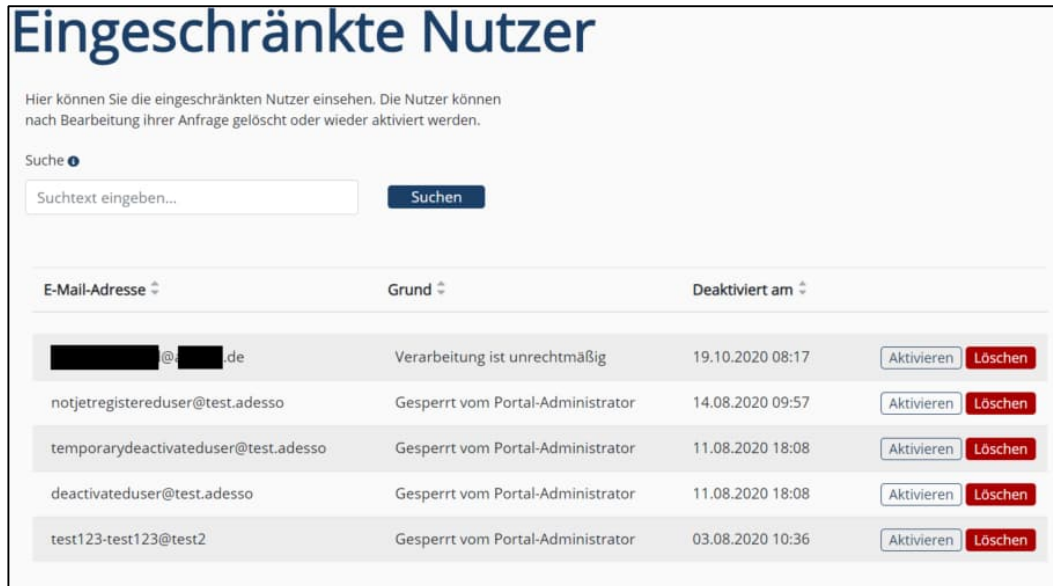 Eingeschränkte Nutzer
Hier können Sie die eingeschränkten Nutzer einsehen. Die Nutzer können
nach Bearbeitung ihrer Anfrage gelöscht oder wieder aktiviert werden.
Suche
Suchtext eingeben... Suchen
E-Mail-Adresse Grund Deaktiviert am
@a .de Verarbeitung ist unrechtmäßig 19.10.2020 08:17 Aktivieren Löschen
notjetregistereduser@test.adesso Gesperrt vom Portal-Administrator 14.08.2020 09:57 Aktivieren Löschen
temporarydeactivateduser@test.adesso Gesperrt vom Portal-Administrator 11.08.2020 18:08 Aktivieren Löschen
deactivateduser@test.adesso Gesperrt vom Portal-Administrator 11.08.2020 18:08 Aktivieren Löschen
test123-test123@test2 Gesperrt vom Portal-Administrator 03.08.2020 10:36 Aktivieren Löschen